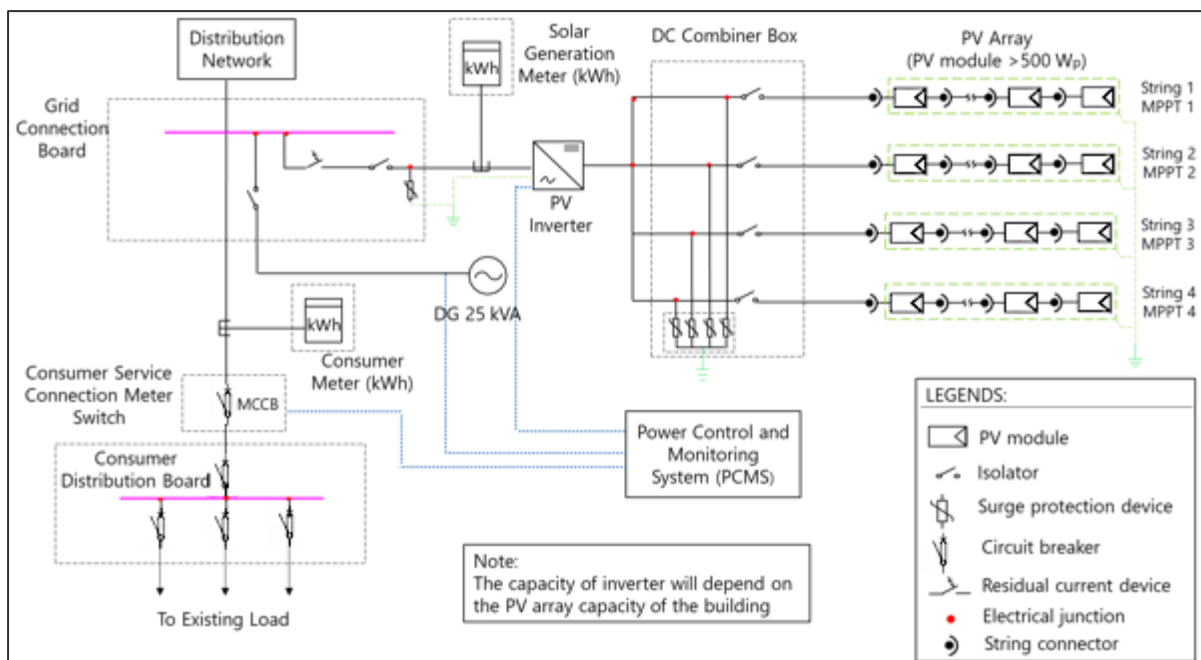 Distribution
Network
Grid
Connection
Board
kWh
Solar
Generation
Meter (kWh)
PV
Inverter
DC Combiner Box
PV Array
(PV module >500 Wp)
String 1
MPPT 1
String 2
MPPT 2
String 3
MPPT 3
String 4
MPPT 4
DG 25 kVA
kWh
Consumer
Meter (kWh)
Consumer Service
Connection Meter
Switch
MCCB
Consumer
Distribution Board
To Existing Load
Power Control and
Monitoring
System (PCMS)
Note:
The capacity of inverter will depend on
the PV array capacity of the building
LEGENDS:
PV module
Isolator
Surge protection device
Circuit breaker
Residual current device
Electrical junction
String connector